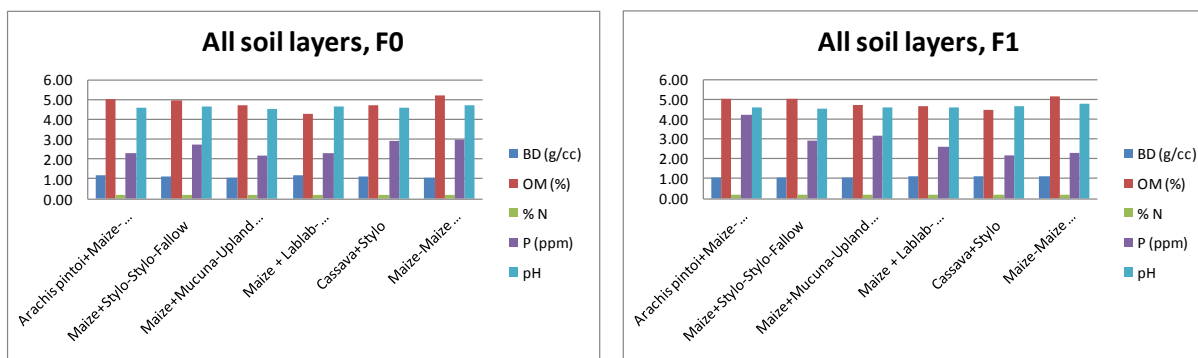 All soil layers, F0
6.00
5.00
4.00
3.00
2.00
1.00
0.00
BD (g/cc)
OM (%)
% N
P (ppm)
pH
Arachis pintoi+Maize-...
Maize+Stylo-Stylo-Fallow
Maize+Mucuna-Upland...
Maize + Lablab-...
Cassava+Stylo
Maize-Maize...
All soil layers, F1
6.00
5.00
4.00
3.00
2.00
1.00
0.00
BD (g/cc)
OM (%)
% N
P (ppm)
pH
Arachis pintoi+Maize-...
Maize+Stylo-Stylo-Fallow
Maize+Mucuna-Upland...
Maize + Lablab-...
Cassava+Stylo
Maize-Maize...